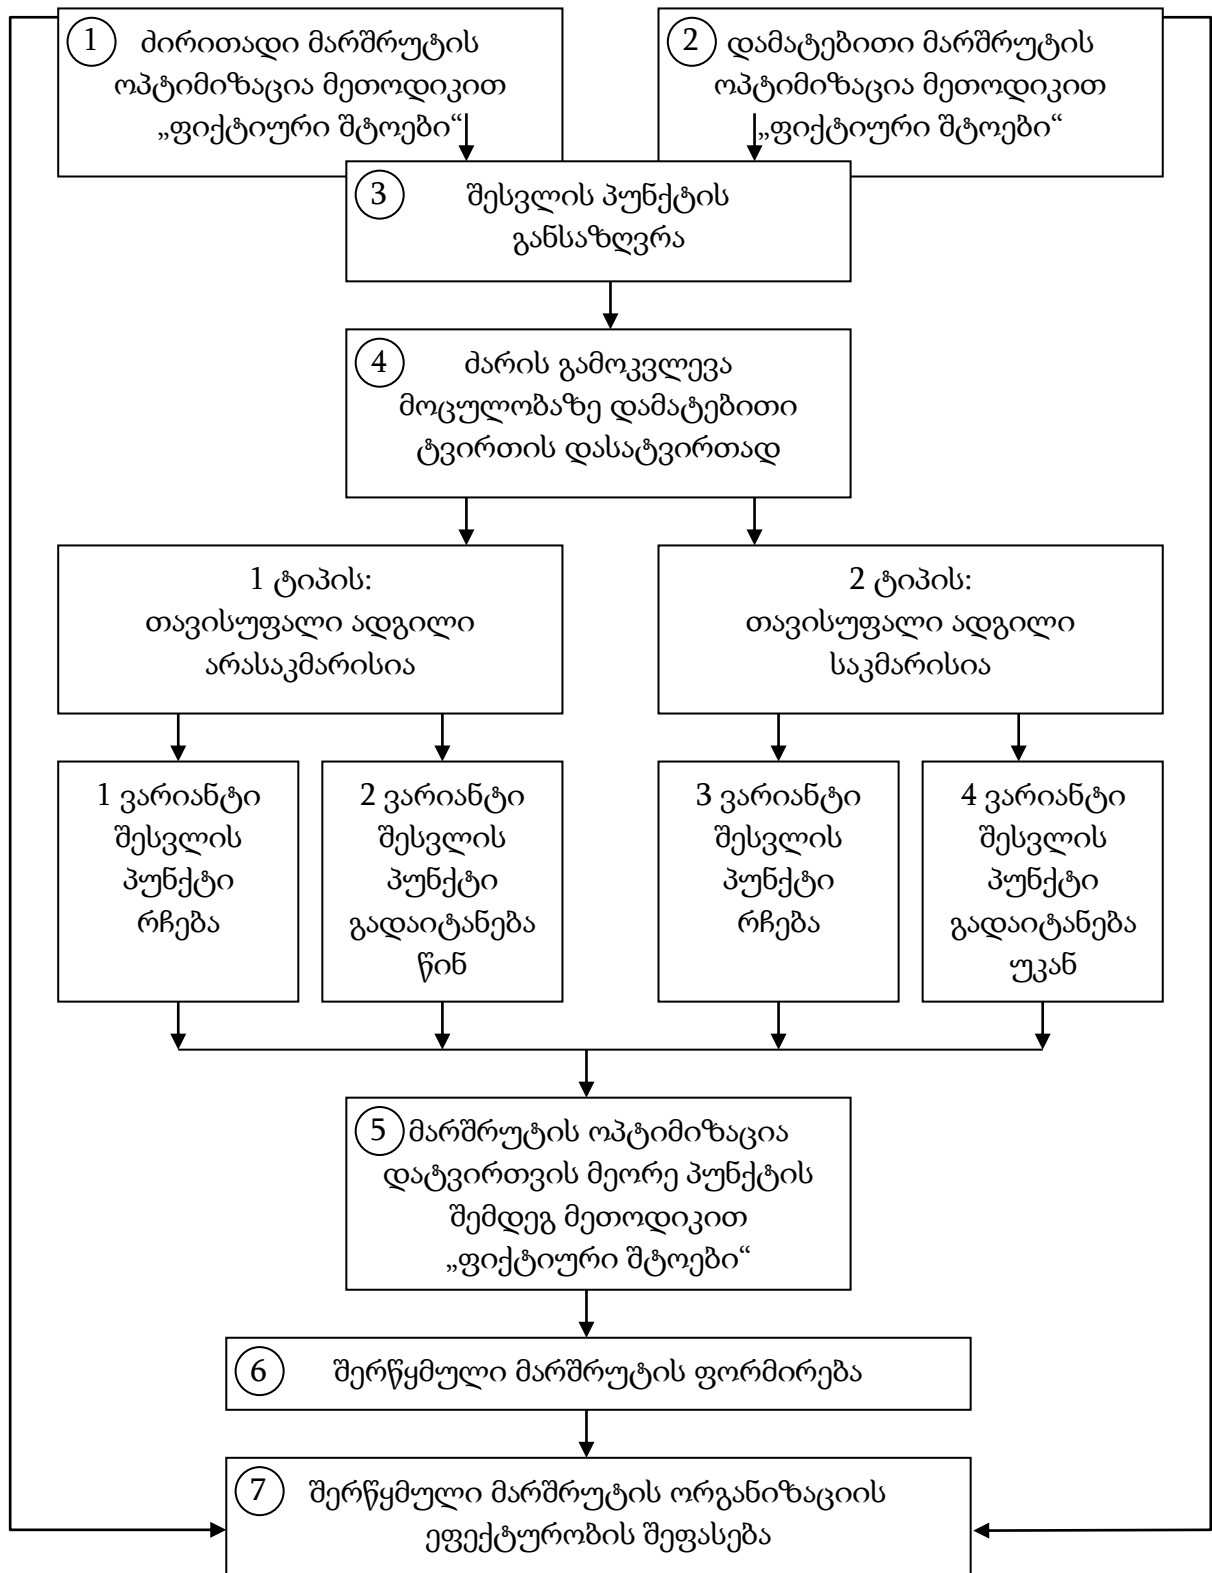 1 ძირითადი მარშრუტის
ოპტიმიზაცია მეთოდიკით
„ფიქტიური შტოები“
2 დამატებითი მარშრუტის
ოპტიმიზაცია მეთოდიკით
„ფიქტიური შტოები“
3 შესვლის პუნქტის
განსაზღვრა
4 ძარის გამოკვლევა
მოცულობაზე დამატებითი
ტვირთის დასატვირთად
1 ტიპის:
თავისუფალი ადგილი
არასაკმარისია
2 ტიპის:
თავისუფალი ადგილი
საკმარისია
1 ვარიანტი
შესვლის
პუნქტი
რჩება
2 ვარიანტი
შესვლის
პუნქტი
გადაიტანება
წინ
3 ვარიანტი
შესვლის
პუნქტი
რჩება
4 ვარიანტი
შესვლის
პუნქტი
გადაიტანება
უკან
5 მარშრუტის ოპტიმიზაცია
დატვირთვის მეორე პუნქტის
შემდეგ მეთოდიკით
„ფიქტიური შტოები“
6 შერწყმული მარშრუტის ფორმირება
7 შერწყმული მარშრუტის ორგანიზაციის
ეფექტურობის შეფასება